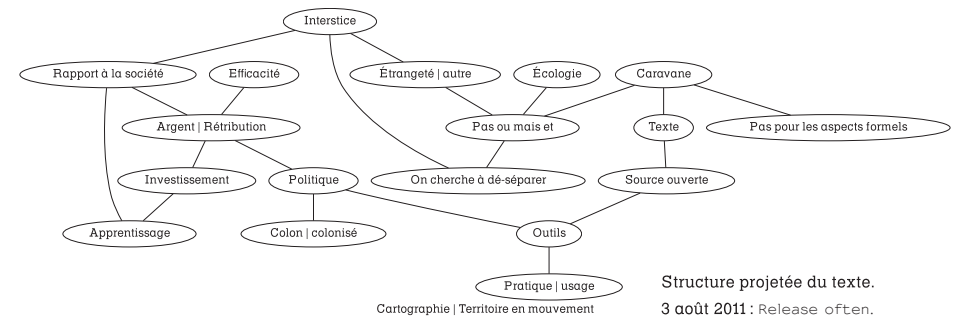 Interstice
Rapport à la société
Efficacité
Étrangeté | autre
Écologie
Caravane
Argent | Rétribution
Pas ou mais et
Texte
Pas pour les aspects formels
Investissement
Politique
On cherche à dé-séparer
Source ouverte
Apprentissage
Colon | colonisé
Outils
Pratique | usage
Structure projetée du texte.
Cartographie | Territoire en mouvement
3 août 2011 : Release often.